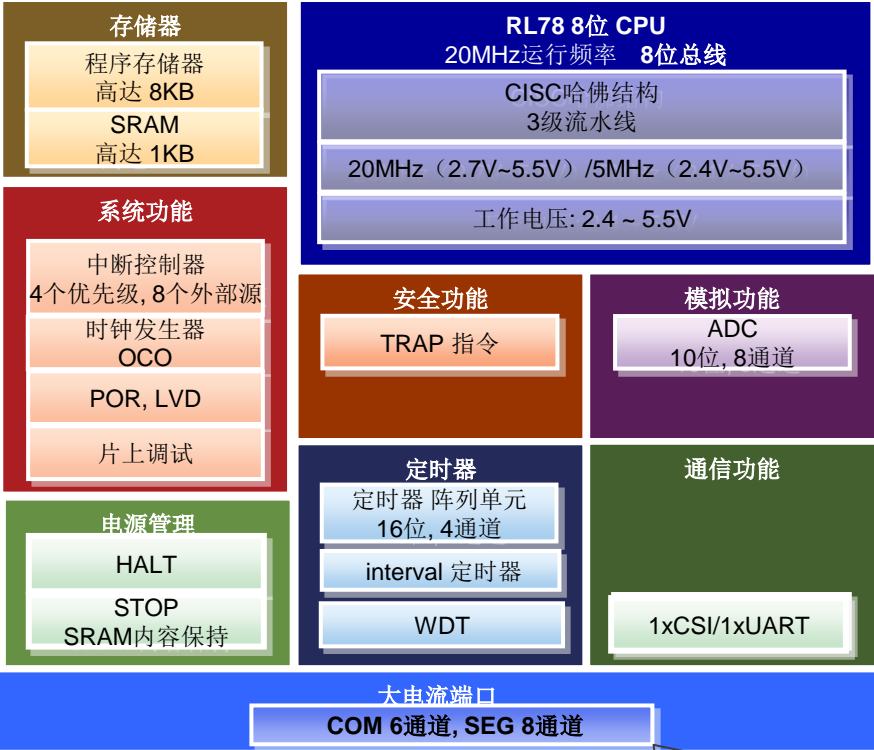 存储器
程序存储器
高达 8KB
SRAM
高达 1KB
RL78 8位 CPU
20MHz运行频率 8位总线
CISC哈佛结构
3级流水线
20MHz（2.7V~5.5V）/5MHz（2.4V~5.5V）
工作电压: 2.4 ~ 5.5V
系统功能
中断控制器
4个优先级, 8个外部源
时钟发生器
OCO
POR, LVD
片上调试
安全功能
TRAP 指令
模拟功能
ADC
10位, 8通道
电源管理
HALT
STOP
SRAM内容保持
定时器
定时器 阵列单元
16位, 4通道
interval 定时器
WDT
通信功能
1xCSI/1xUART
大电流端口
COM 6通道, SEG 8通道